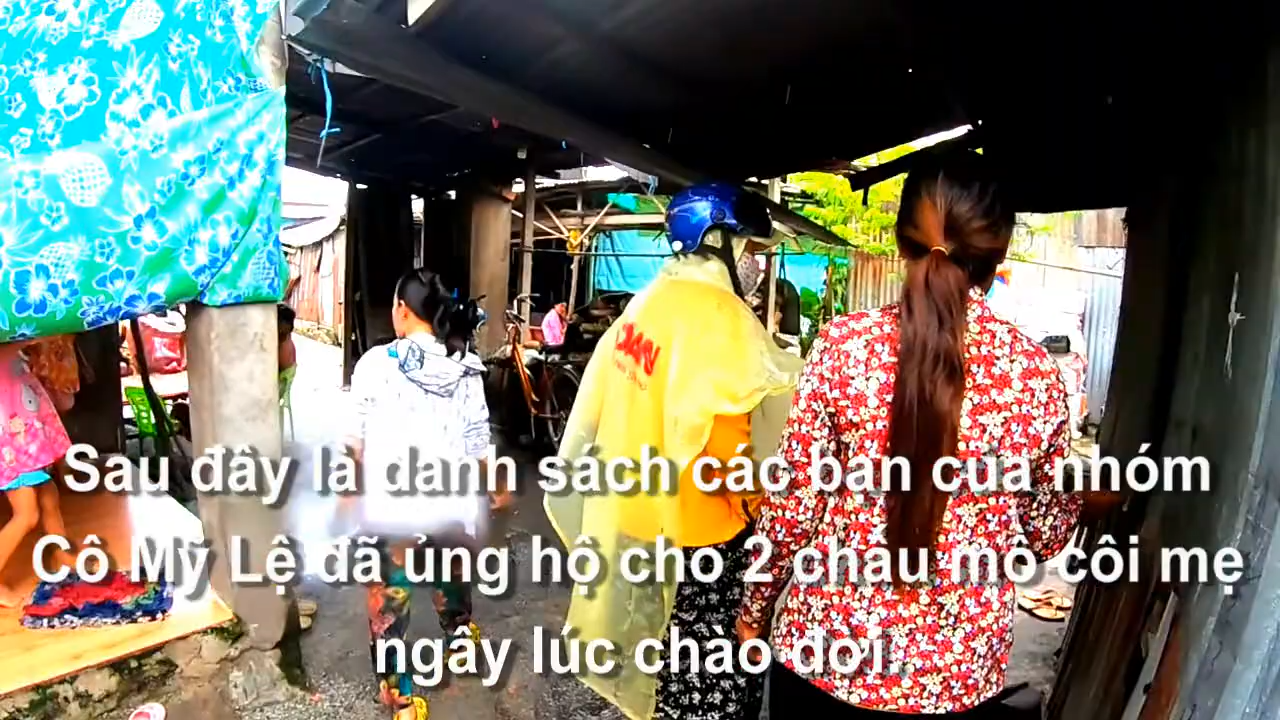 Sau đây là danh sách các bạn của nhóm
Cô Mỹ Lệ đã ủng hộ cho 2 cháu mồ côi mẹ
ngây lúc chào đời!